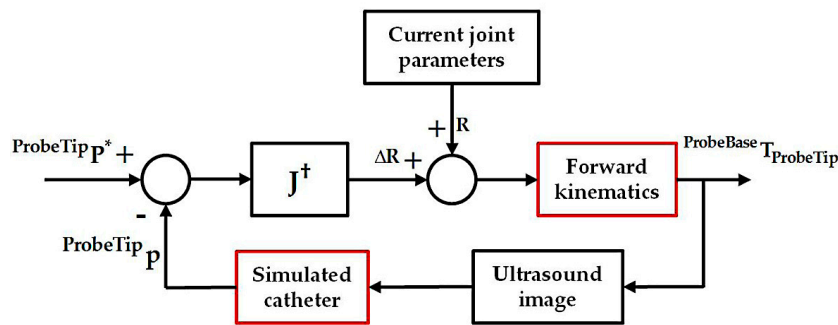 Current joint
parameters
+ R
ProbeTip P* +
J†
ΔR +
Forward
kinematics
ProbeBase T ProbeTip
-
ProbeTip p
Simulated
catheter
Ultrasound
image